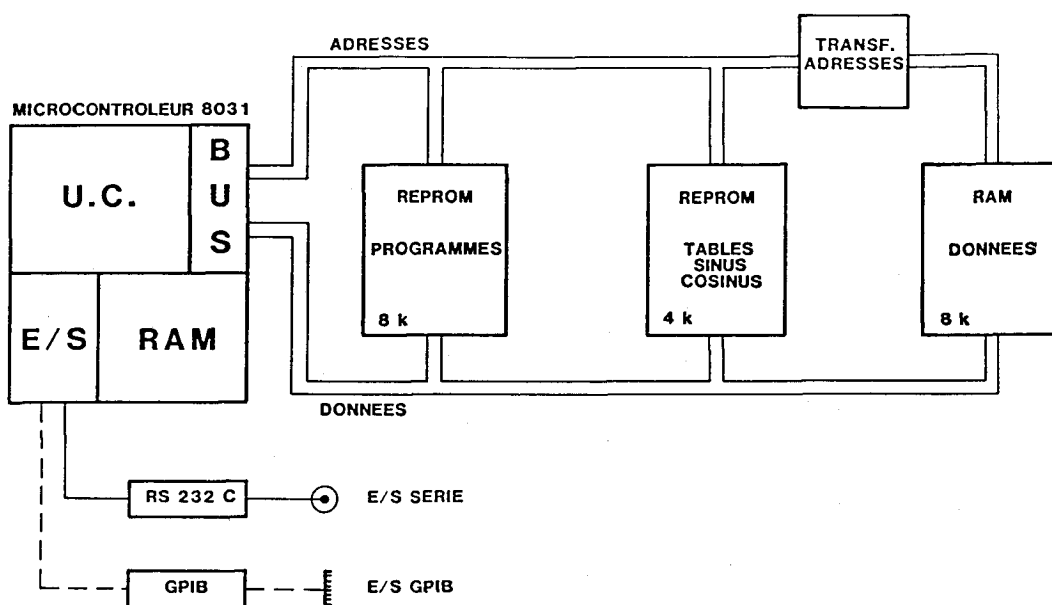 ADRESSES
TRANSF.
ADRESSES
MICROCONTROLEUR 8031
U.C.
B
U
S
E/S
RAM
REPROM
PROGRAMMES
8 k
REPROM
TABLES
SINUS
COSINUS
4 k
RAM
DONNEES
8 k
DONNEES
RS 232 C
E/S SERIE
GPIB
E/S GPIB